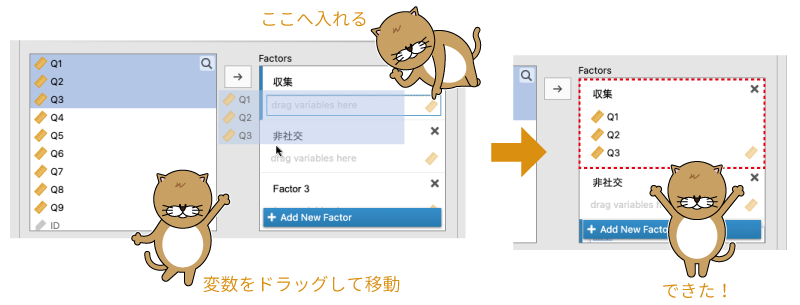 ここへ入れる
Factors
Q1
Q2
Q3
Q4
Q5
Q6
Q7
Q8
Q9
ID
収集
drag variables here
Q1
Q2
Q3
非社交
drag variables here
Factor 3
+ Add New Factor
変数をドラッグして移動
Factors
収集
Q1
Q2
Q3
非社交
drag variables
+ Add New Facto
できた！